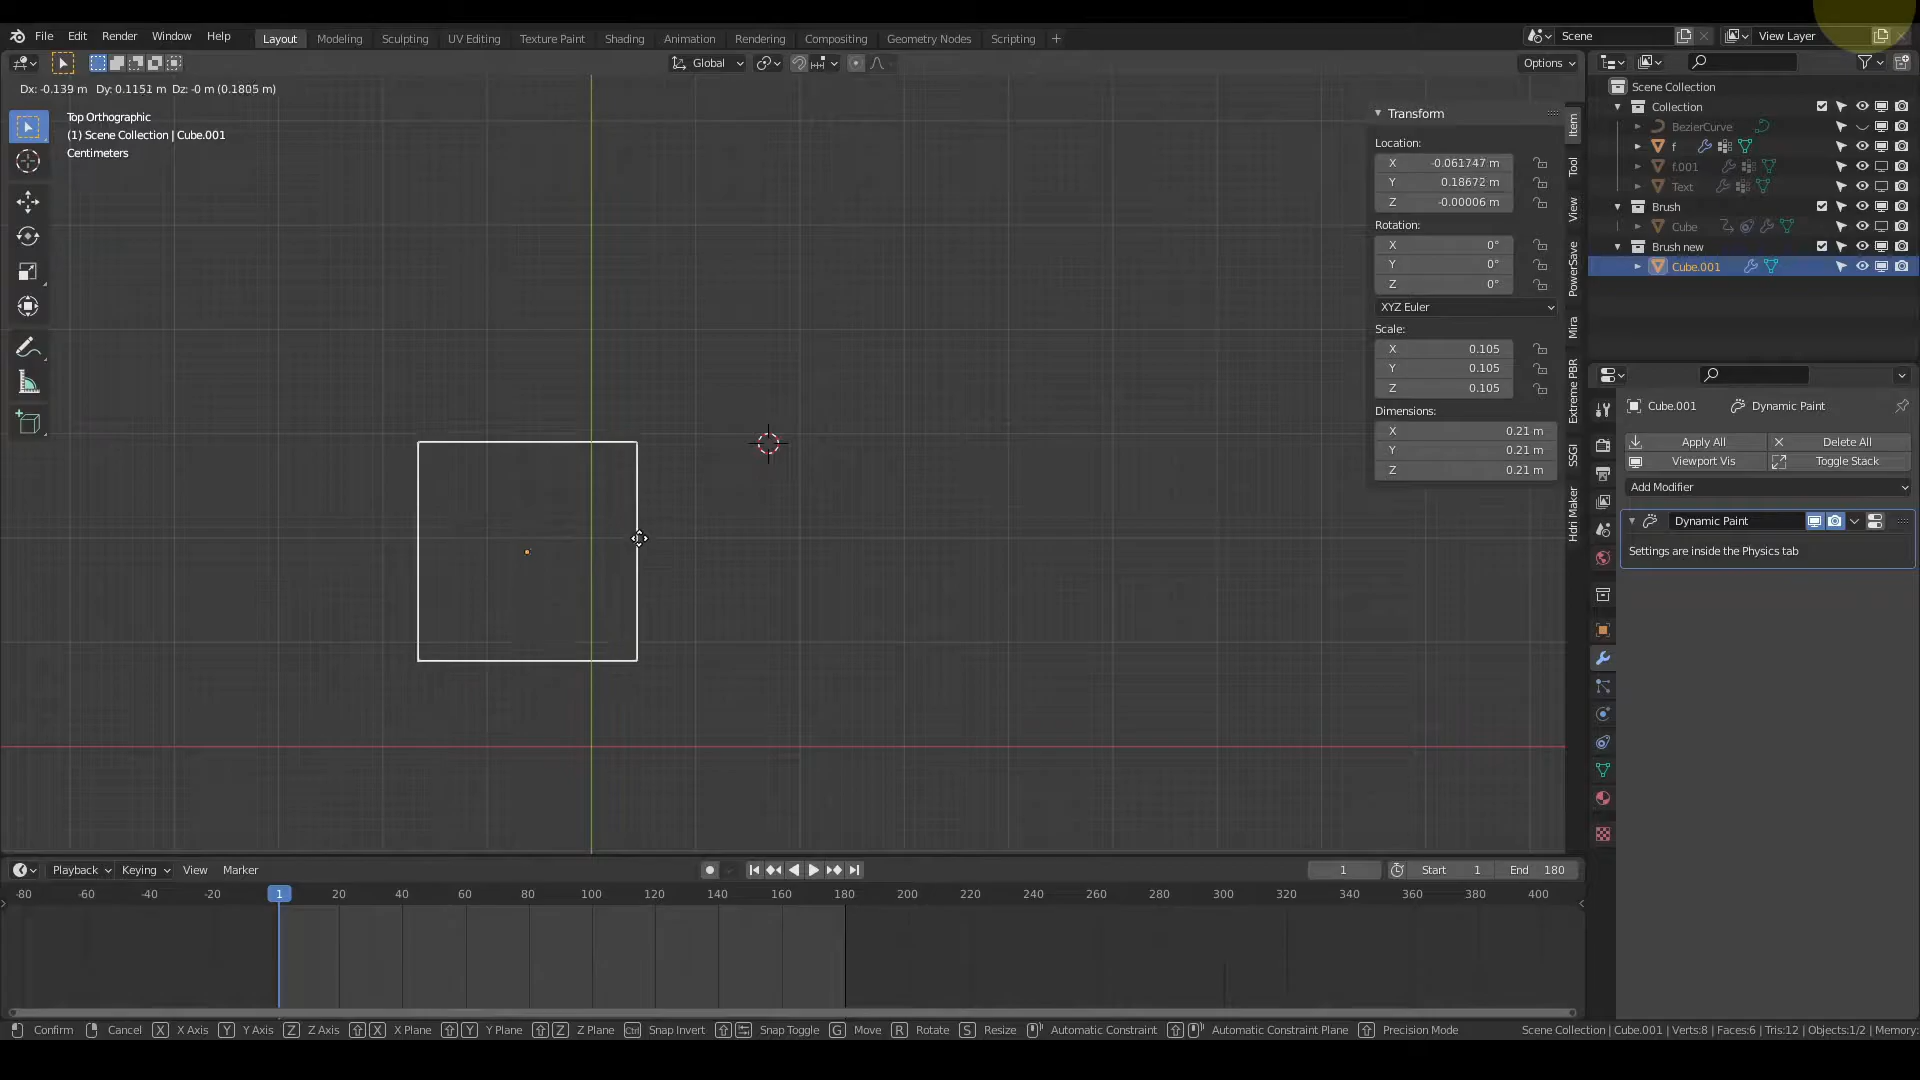 File Edit Render Window Help Layout Modeling Sculpting UV Editing Texture Paint Shading Animation Rendering Compositing Geometry Nodes Scripting + Scene View Layer
Global Options
Dx: -0.139 m Dy: 0.1151 m Dz: -0 m (0.1805 m)
Top Orthographic
(1) Scene Collection | Cube.001
Centimeters
Transform
Location:
X -0.061747 m
Y 0.18672 m
Z -0.00006 m
Rotation:
X 0°
Y 0°
Z 0°
XYZ Euler
Scale:
X 0.105
Y 0.105
Z 0.105
Dimensions:
X 0.21 m
Y 0.21 m
Z 0.21 m
Item
Tool
View
PowerSave
Mira
Extreme PBR
SSGI
Hdri Maker
Scene Collection
Collection
BezierCurve
f
f.001
Text
Brush
Cube
Brush new
Cube.001
Cube.001 Dynamic Paint
Apply All Delete All
Viewport Vis Toggle Stack
Add Modifier
Dynamic Paint
Settings are inside the Physics tab
Playback Keying View Marker 1 Start 1 End 180
-80 -60 -40 -20 1 20 40 60 80 100 120 140 160 180 200 220 240 260 280 300 320 340 360 380 400
Confirm Cancel X X Axis Y Y Axis Z Z Axis X X Plane Y Y Plane Z Z Plane Ctrl Snap Invert Snap Toggle G Move R Rotate S Resize Automatic Constraint Automatic Constraint Plane Precision Mode Scene Collection | Cube.001 | Verts:8 | Faces:6 | Tris:12 | Objects:1/2 | Memory: